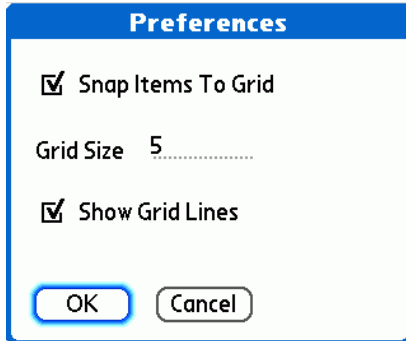 Preferences
Snap Items To Grid
Grid Size 5
Show Grid Lines
OK Cancel